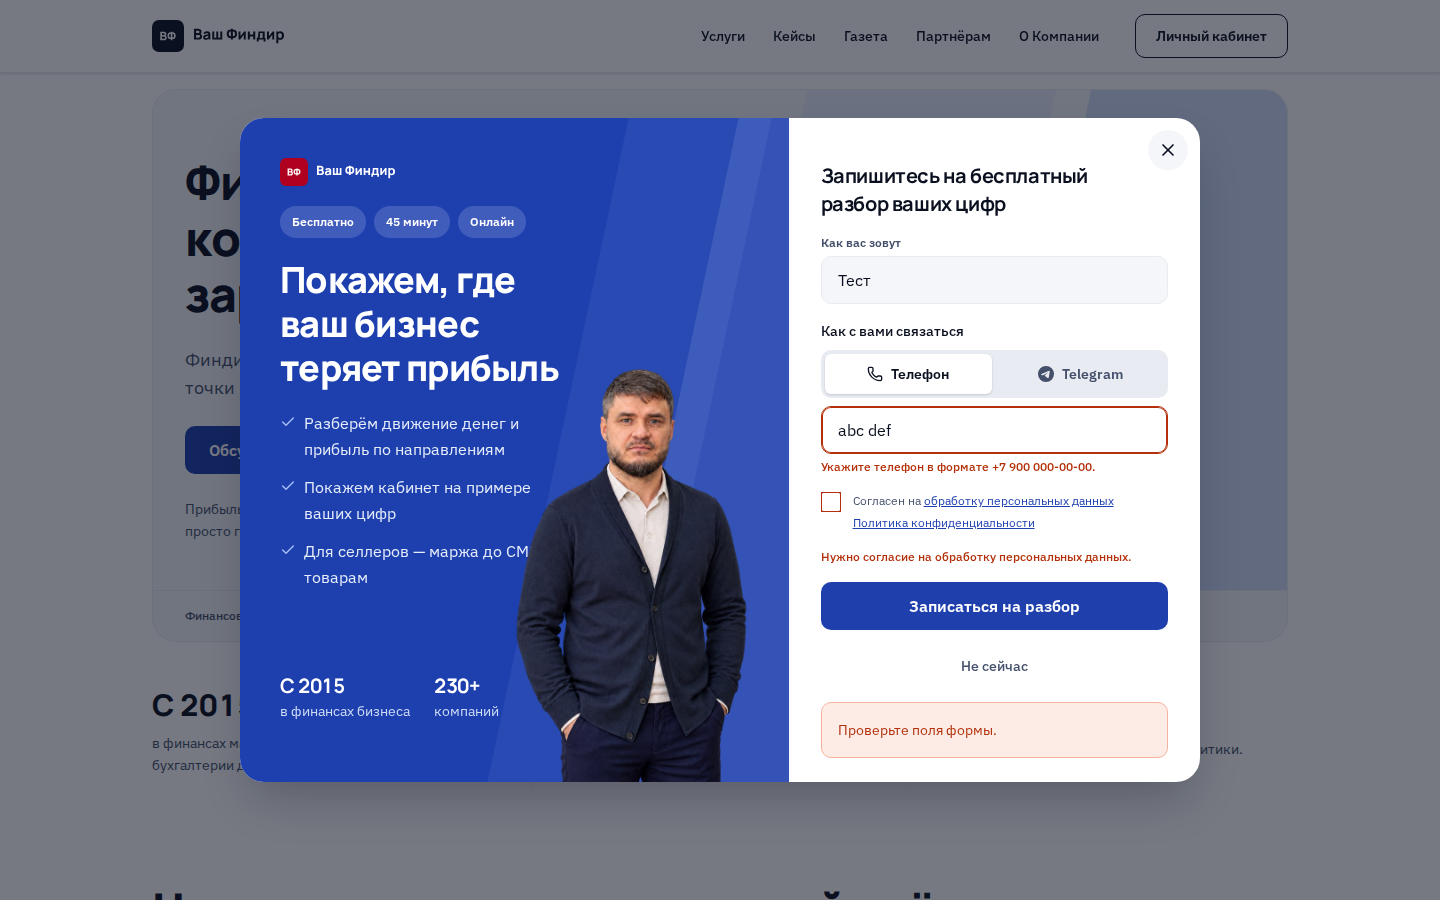 ВФ Ваш Финдир
Услуги Кейсы Газета Партнёрам О Компании Личный кабинет
ВФ Ваш Финдир
Бесплатно 45 минут Онлайн
Покажем, где
ваш бизнес
теряет прибыль
Разберём движение денег и
прибыль по направлениям
Покажем кабинет на примере
ваших цифр
Для селлеров — маржа до СМ
товарам
С 2015 230+
в финансах бизнеса компаний
Запишитесь на бесплатный
разбор ваших цифр
Как вас зовут
Тест
Как с вами связаться
Телефон Telegram
abc def
Укажите телефон в формате +7 900 000-00-00.
Согласен на обработку персональных данных
Политика конфиденциальности
Нужно согласие на обработку персональных данных.
Записаться на разбор
Не сейчас
Проверьте поля формы.
точки
С 201
в финансах
бухгалтерии